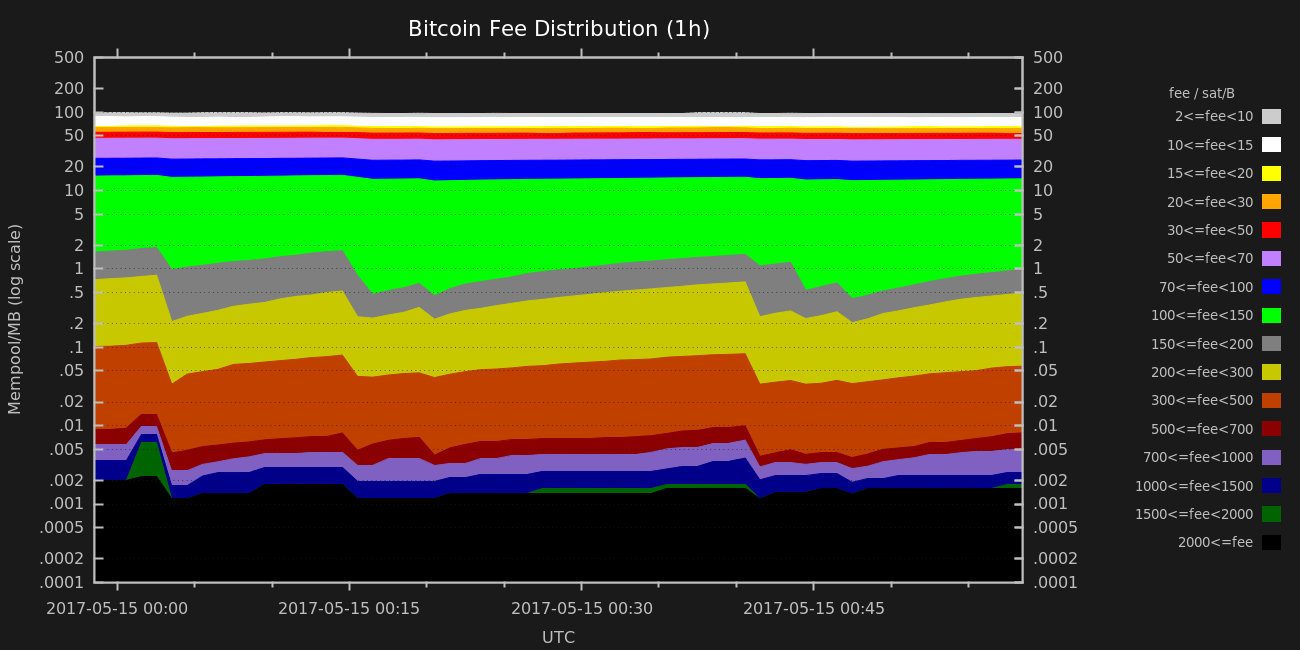 Bitcoin Fee Distribution (1h)
Mempool/MB (log scale)
500
200
100
50
20
10
5
2
1
.5
.2
.1
.05
.02
.01
.005
.002
.001
.0005
.0002
.0001
500
200
100
50
20
10
5
2
1
.5
.2
.1
.05
.02
.01
.005
.002
.001
.0005
.0002
.0001
2017-05-15 00:00
2017-05-15 00:15
2017-05-15 00:30
2017-05-15 00:45
UTC
fee / sat/B
2<=fee<10
10<=fee<15
15<=fee<20
20<=fee<30
30<=fee<50
50<=fee<70
70<=fee<100
100<=fee<150
150<=fee<200
200<=fee<300
300<=fee<500
500<=fee<700
700<=fee<1000
1000<=fee<1500
1500<=fee<2000
2000<=fee